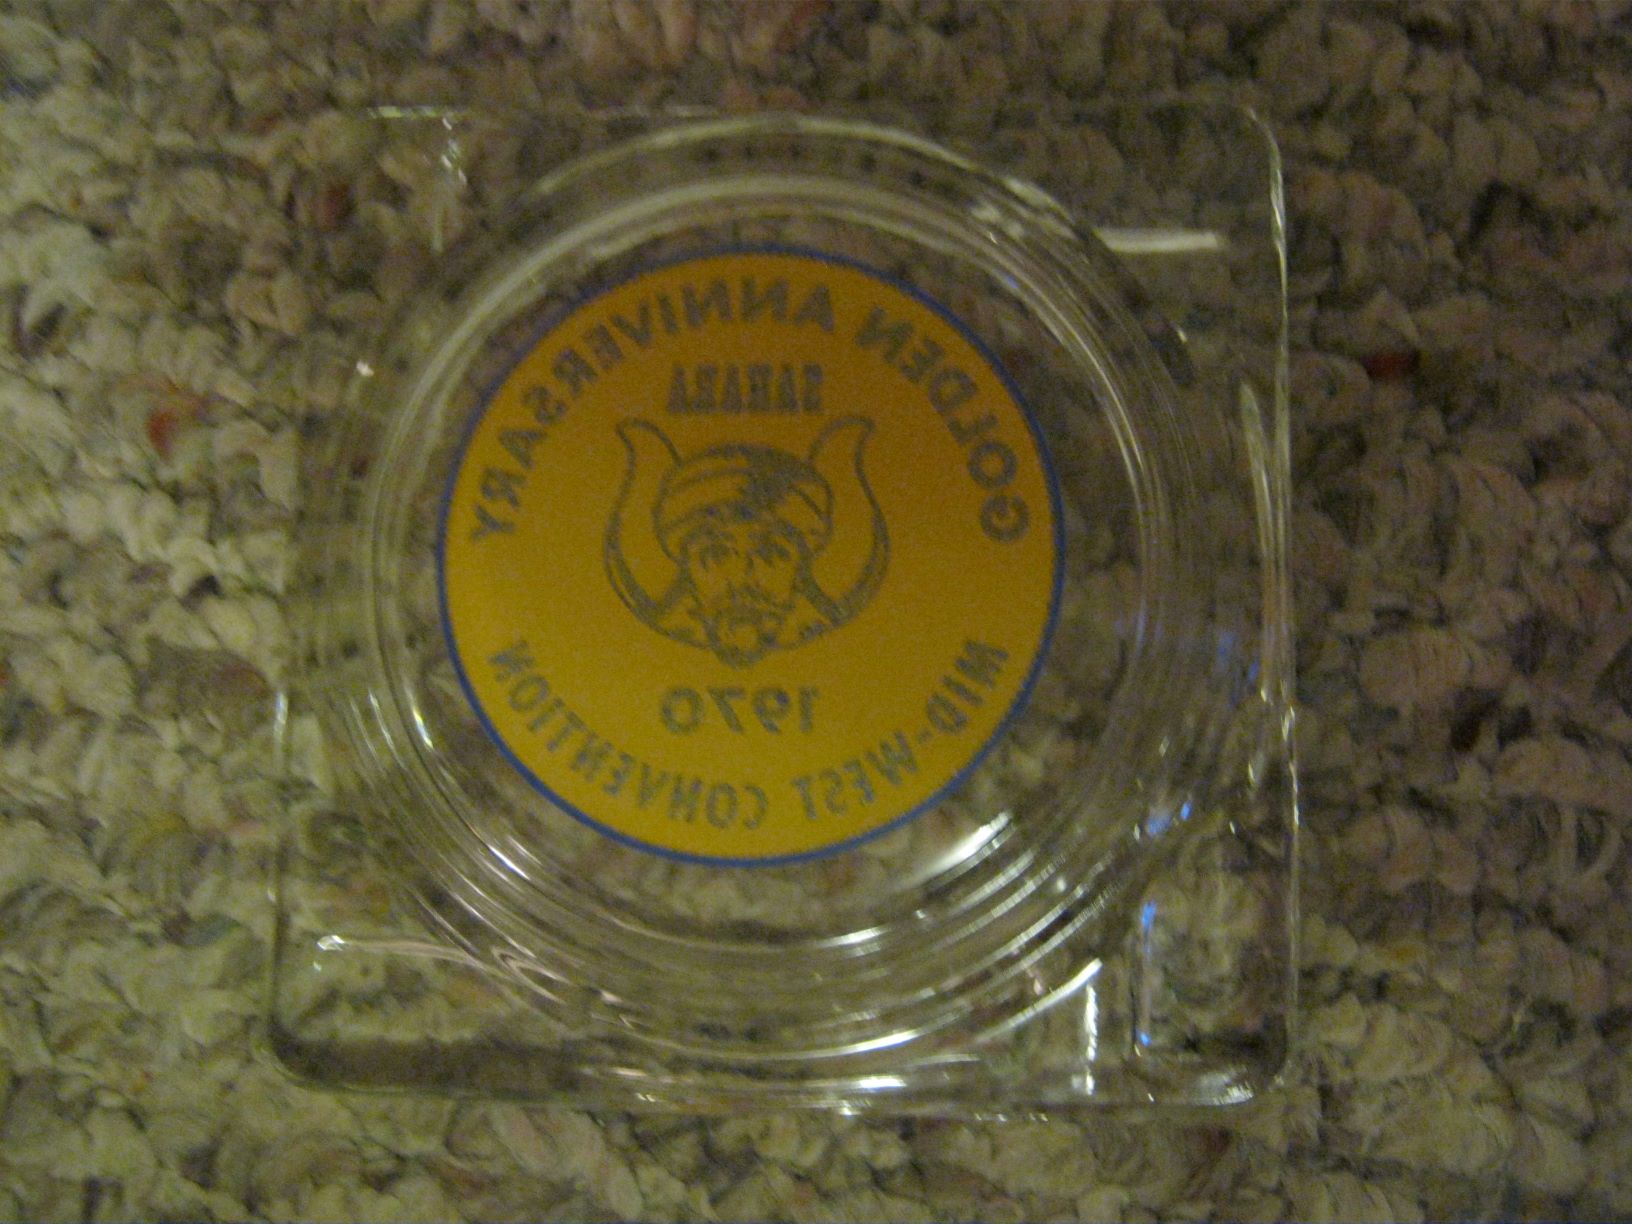 GOLDEN ANNIVERSARY
SAHARA
1970
MID-WEST CONVENTION